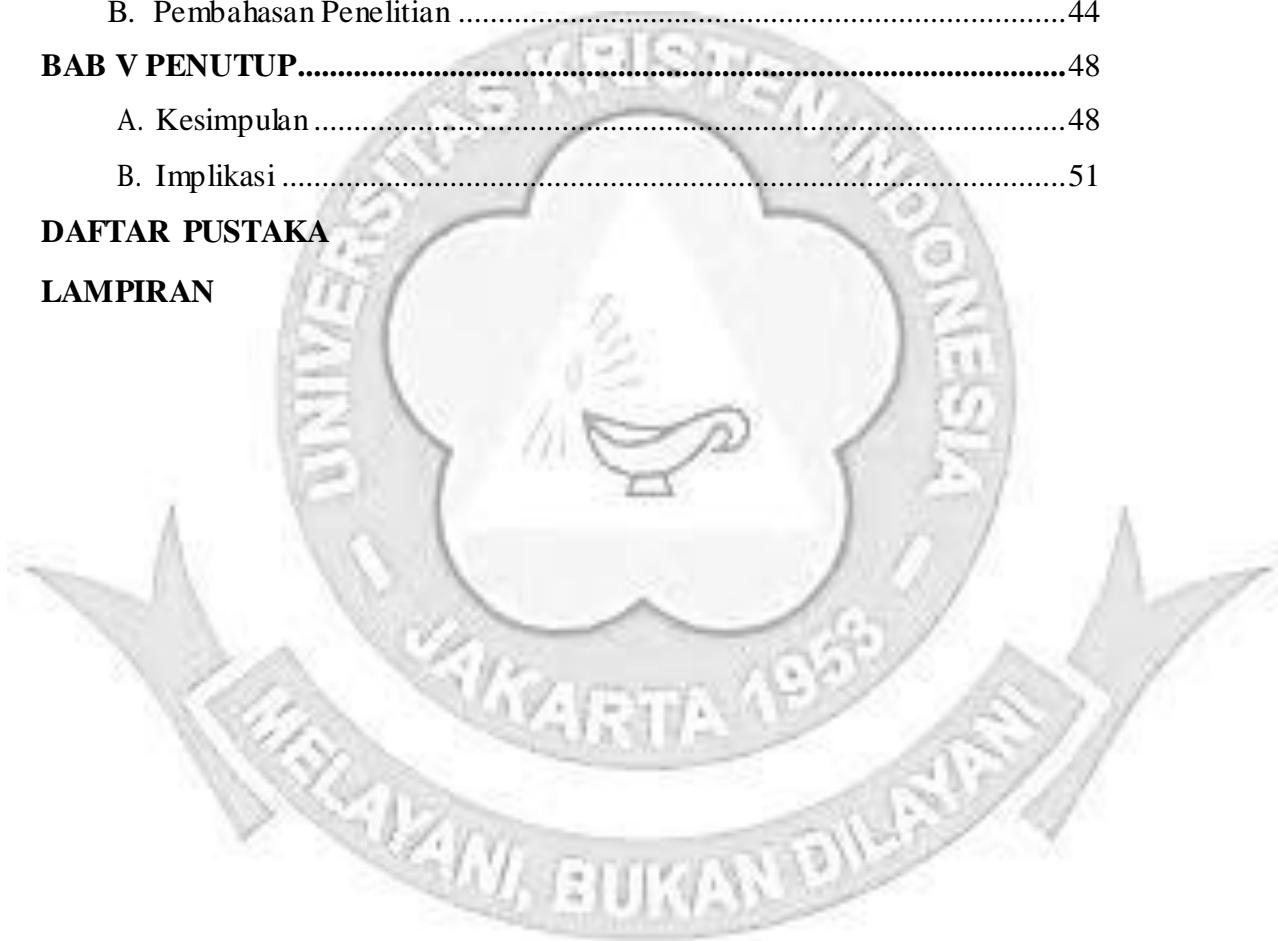 B. Pembahasan Penelitian ............................................................................44
BAB V PENUTUP................................................................................................48
A. Kesimpulan..............................................................................................48
B. Implikasi ..................................................................................................51
DAFTAR PUSTAKA
LAMPIRAN
UNIVERSITAS KRISTEN INDONESIA
JAKARTA 1953
MELAYANI, BUKAN DILAYANI